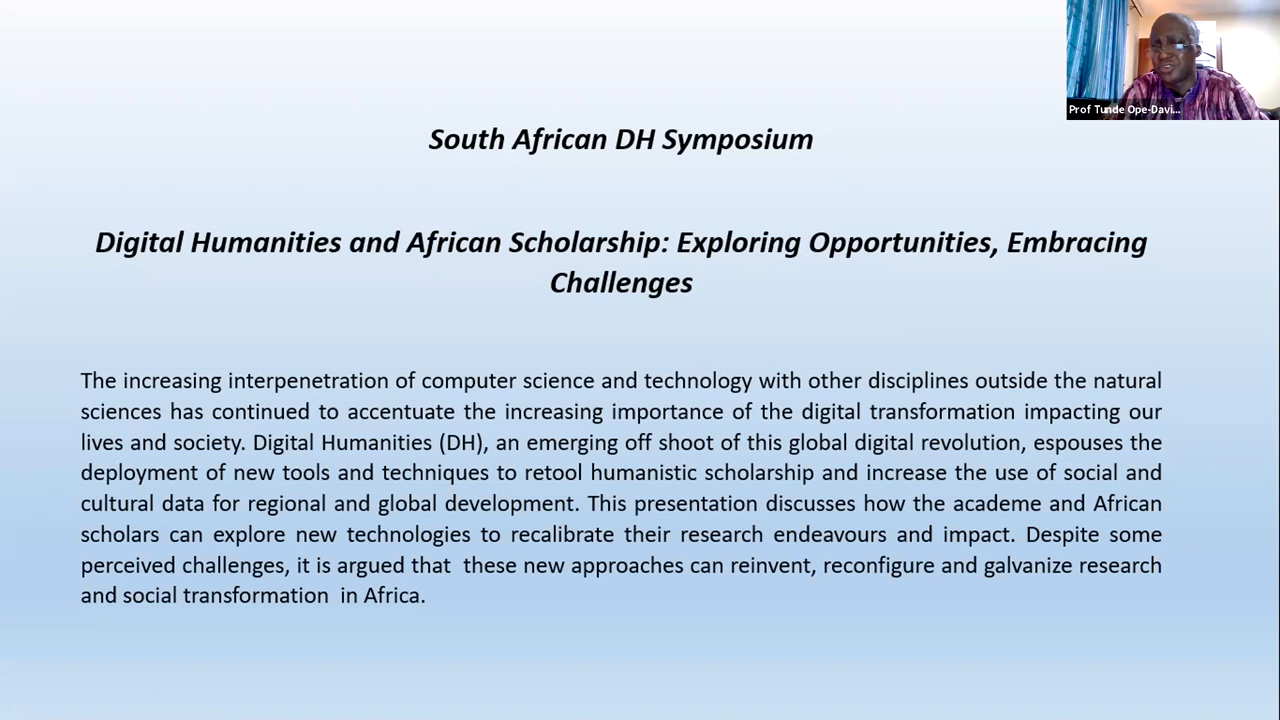 Prof Tunde Ope-Davi...
South African DH Symposium
Digital Humanities and African Scholarship: Exploring Opportunities, Embracing
Challenges
The increasing interpenetration of computer science and technology with other disciplines outside the natural
sciences has continued to accentuate the increasing importance of the digital transformation impacting our
lives and society. Digital Humanities (DH), an emerging off shoot of this global digital revolution, espouses the
deployment of new tools and techniques to retool humanistic scholarship and increase the use of social and
cultural data for regional and global development. This presentation discusses how the academe and African
scholars can explore new technologies to recalibrate their research endeavours and impact. Despite some
perceived challenges, it is argued that  these new approaches can reinvent, reconfigure and galvanize research
and social transformation  in Africa.